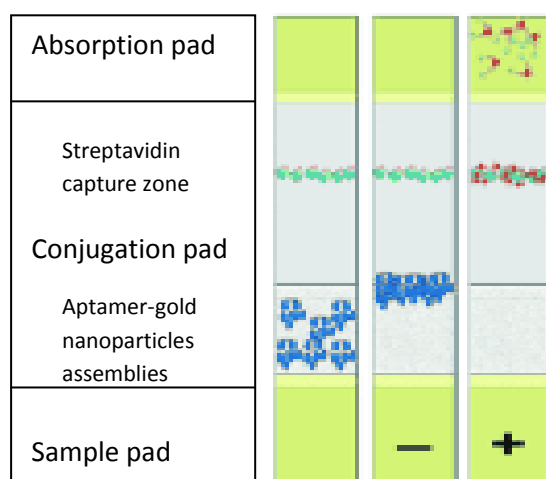 Absorption pad
Streptavidin
capture zone
Conjugation pad
Aptamer-gold
nanoparticles
assemblies
Sample pad
− +